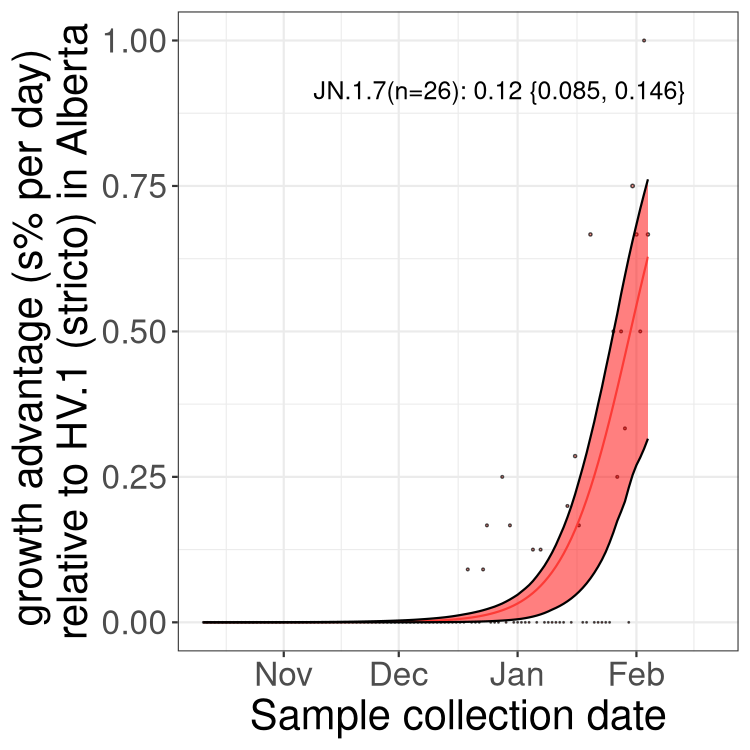 growth advantage (s% per day)
relative to HV.1 (stricto) in Alberta
1.00
JN.1.7(n=26): 0.12 {0.085, 0.146}
0.75
0.50
0.25
0.00
Nov Dec Jan Feb
Sample collection date